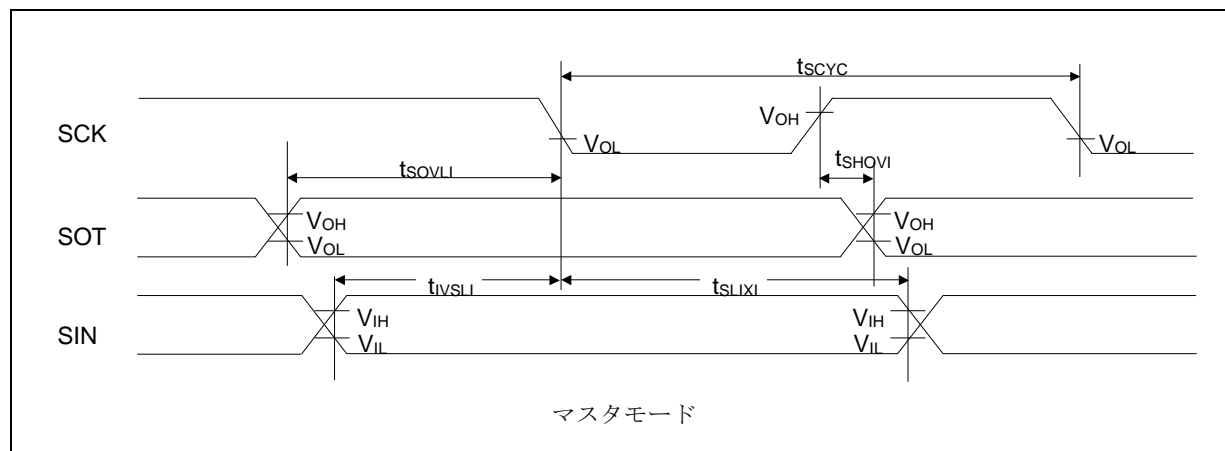 tSCYC
SCK
VOH
VOL
VOL
tSHOVI
tSOVLI
SOT
VOH
VOL
VOH
VOL
tIVSLI
tSLIXI
SIN
VIH
VIL
VIH
VIL
マスタモード